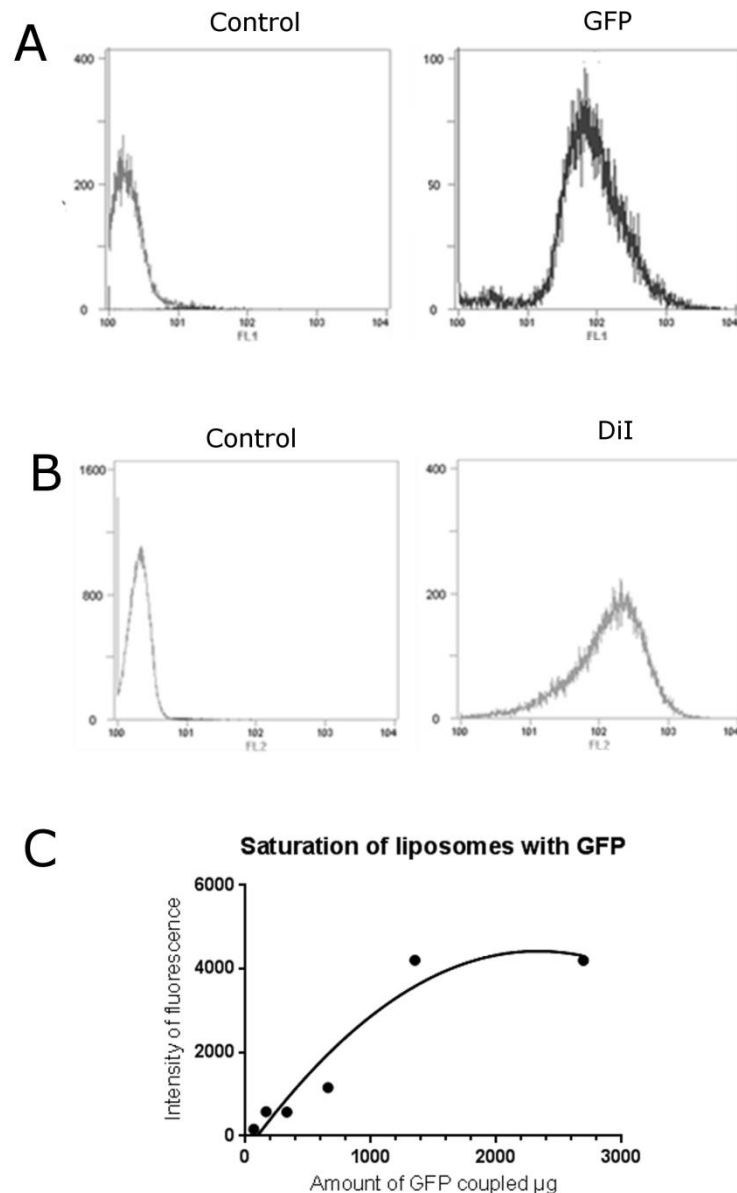 A
Control
GFP
400
200
0
100 101 102 103 104
FL1
100
50
0
100 101 102 103 104
FL1
B
Control
DiI
1600
800
0
100 101 102 103 104
FL2
400
200
0
100 101 102 103 104
FL2
C
Saturation of liposomes with GFP
Intensity of fluorescence
6000
4000
2000
0
0 1000 2000 3000
Amount of GFP coupled µg